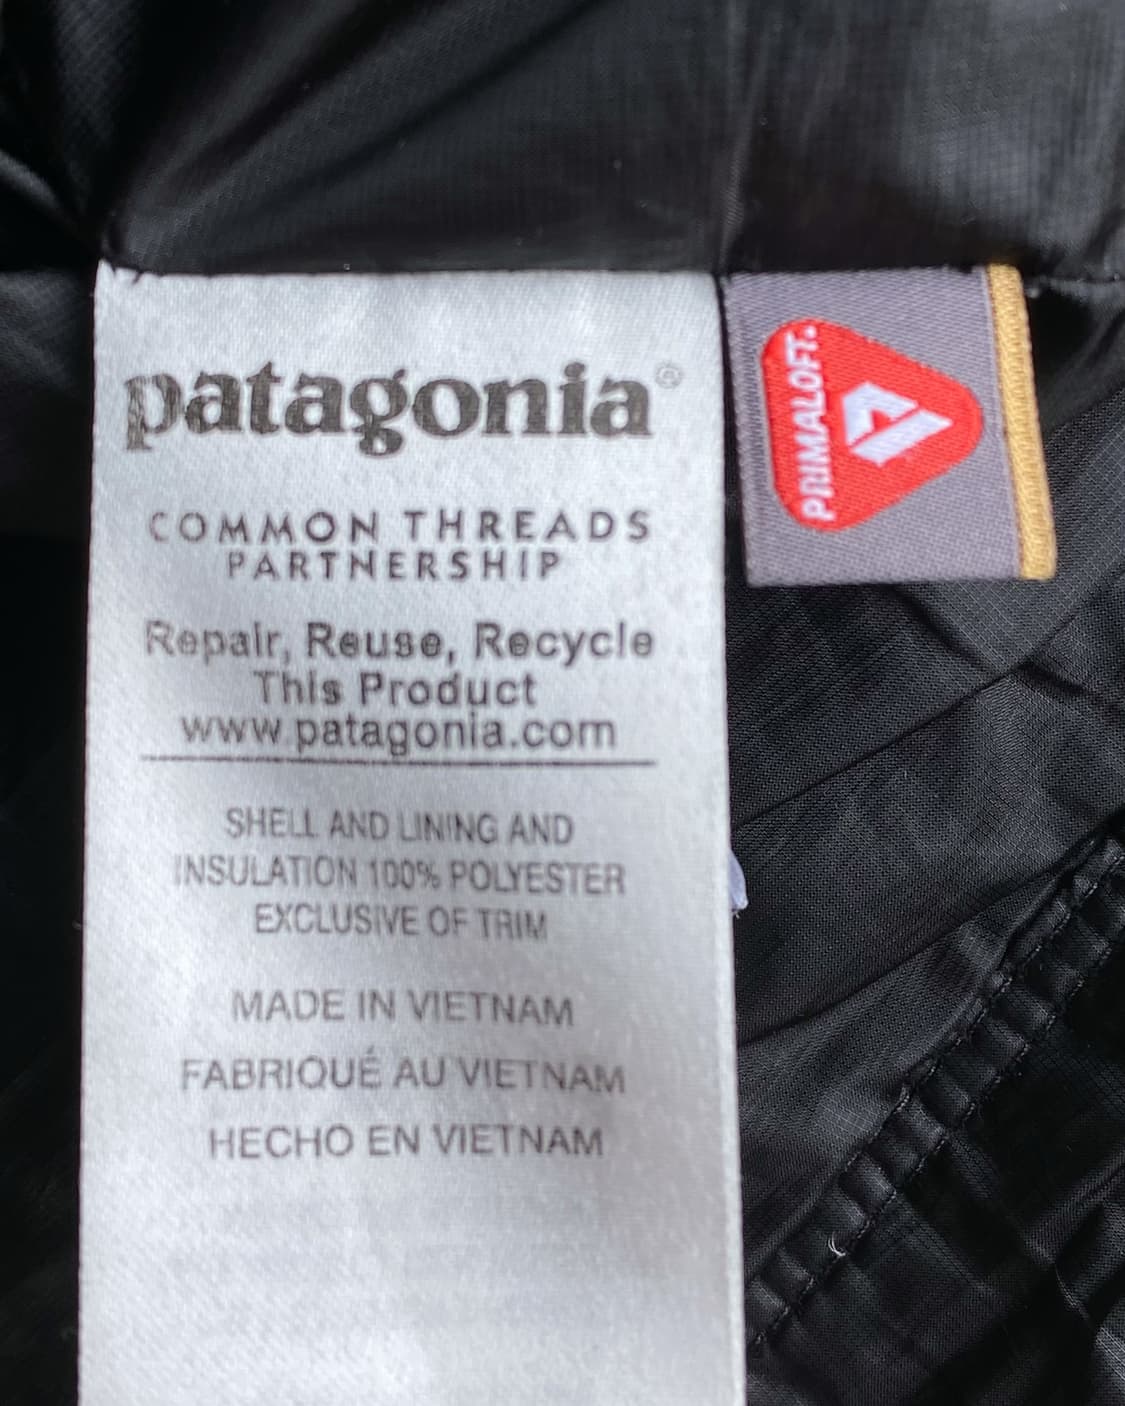 patagonia®
COMMON THREADS
PARTNERSHIP
Repair, Reuse, Recycle
This Product
www.patagonia.com
SHELL AND LINING AND
INSULATION 100% POLYESTER
EXCLUSIVE OF TRIM
MADE IN VIETNAM
FABRIQUÉ AU VIETNAM
HECHO EN VIETNAM
PRIMALOFT.